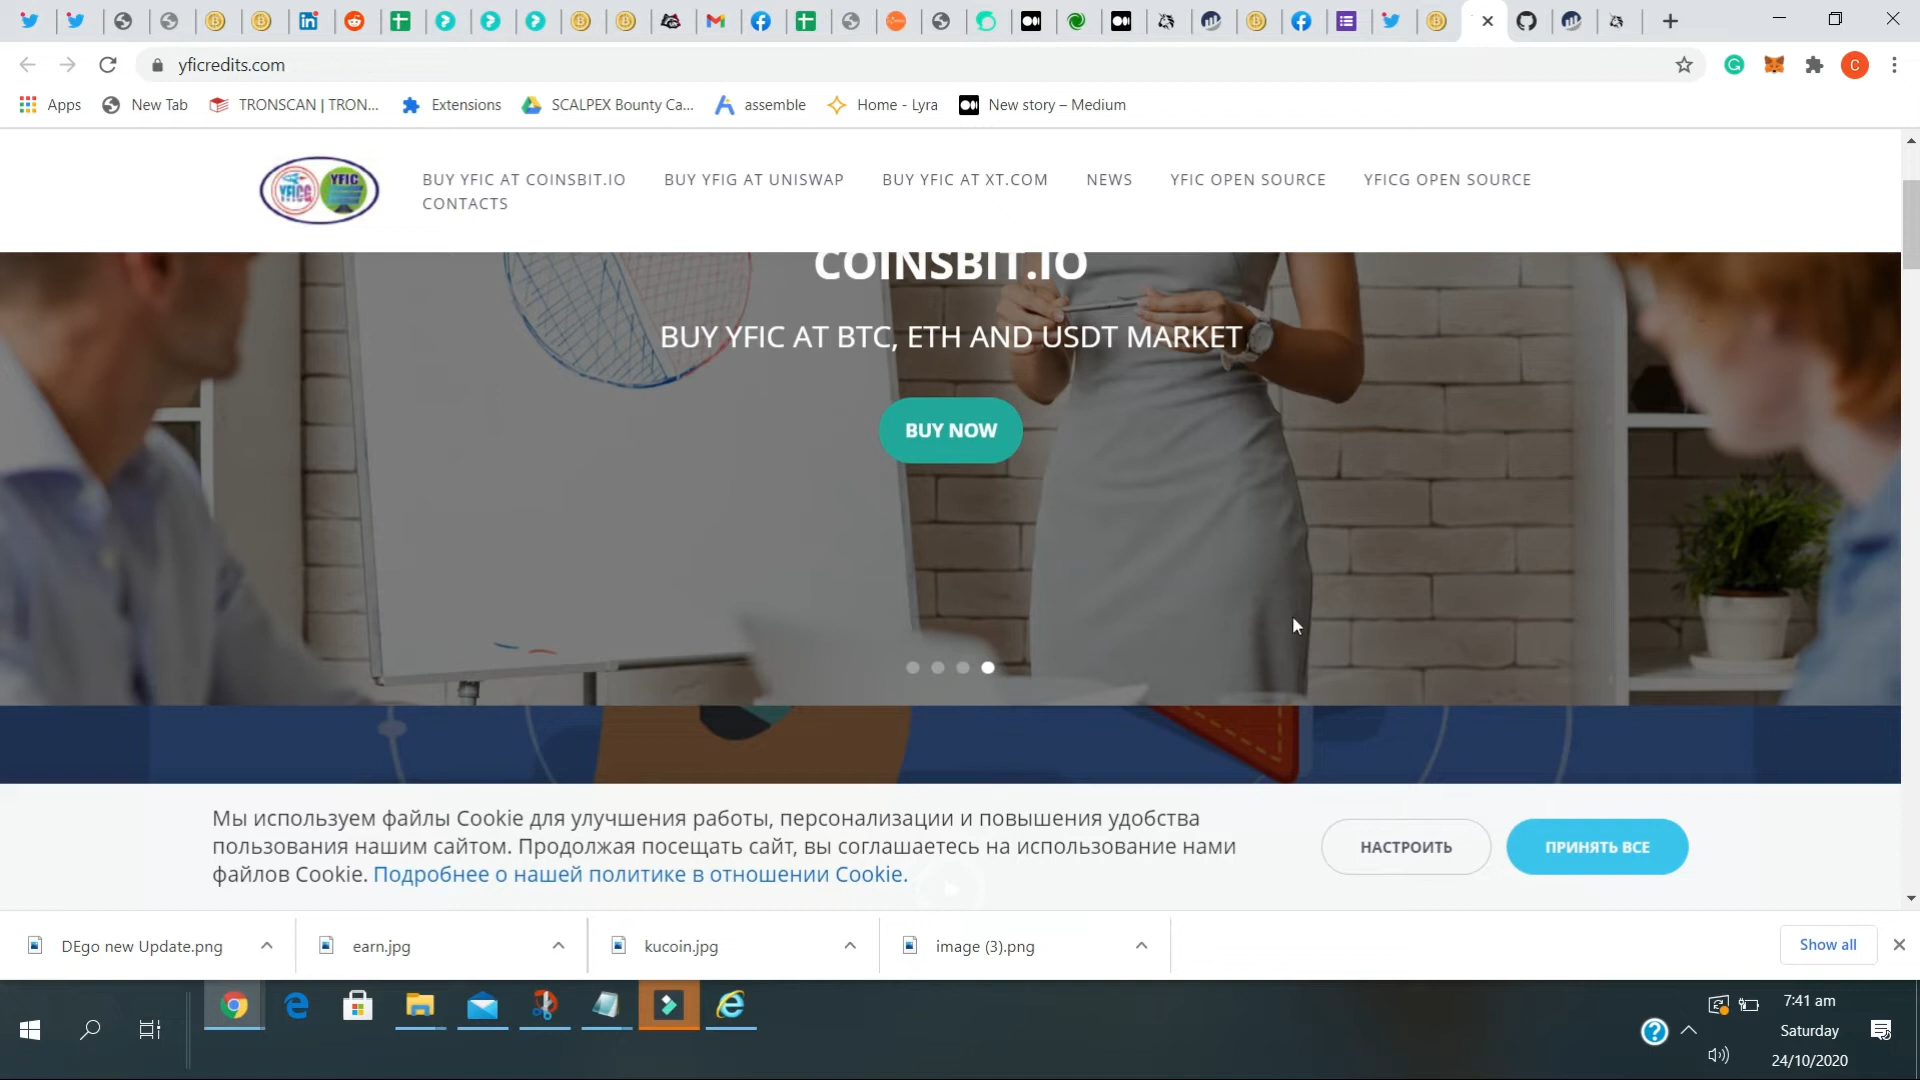 yficredits.com
C
Apps
New Tab
TRONSCAN | TRON...
Extensions
SCALPEX Bounty Ca...
assemble
Home - Lyra
New story – Medium
YFICG YFIC
BUY YFIC AT COINSBIT.IO
BUY YFIG AT UNISWAP
BUY YFIC AT XT.COM
NEWS
YFIC OPEN SOURCE
YFICG OPEN SOURCE
CONTACTS
COINSBIT.IO
BUY YFIC AT BTC, ETH AND USDT MARKET
BUY NOW
Мы используем файлы Cookie для улучшения работы, персонализации и повышения удобства
пользования нашим сайтом. Продолжая посещать сайт, вы соглашаетесь на использование нами
файлов Cookie. Подробнее о нашей политике в отношении Cookie.
НАСТРОИТЬ
ПРИНЯТЬ ВСЕ
DEgo new Update.png
earn.jpg
kucoin.jpg
image (3).png
Show all
7:41 am
Saturday
24/10/2020